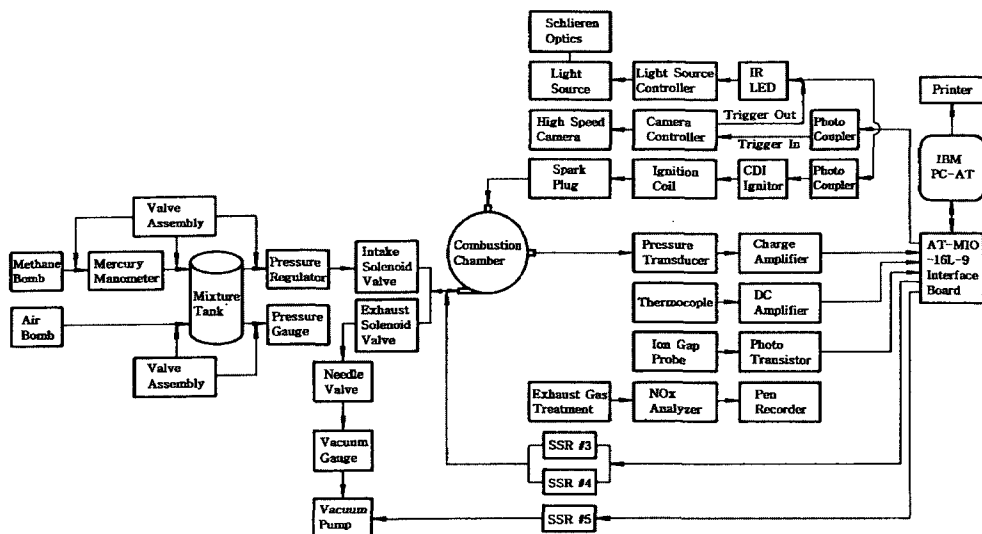 Schlieren
Optics
Light
Source
Light Source
Controller
IR
LED
Printer
High Speed
Camera
Camera
Controller
Trigger Out
Trigger In
Photo
Coupler
IBM
PC-AT
Spark
Plug
Ignition
Coil
CDI
Ignitor
Photo
Coupler
Valve
Assembly
Methane
Bomb
Mercury
Manometer
Mixture
Tank
Pressure
Regulator
Intake
Solenoid
Valve
Combustion
Chamber
Pressure
Transducer
Charge
Amplifier
AT-MIO
~16L-9
Interface
Board
Air
Bomb
Pressure
Gauge
Exhaust
Solenoid
Valve
Thermocople
DC
Amplifier
Valve
Assembly
Needle
Valve
Ion Gap
Probe
Photo
Transistor
Exhaust Gas
Treatment
NOx
Analyzer
Pen
Recorder
Vacuum
Gauge
SSR #3
SSR #4
Vacuum
Pump
SSR #5